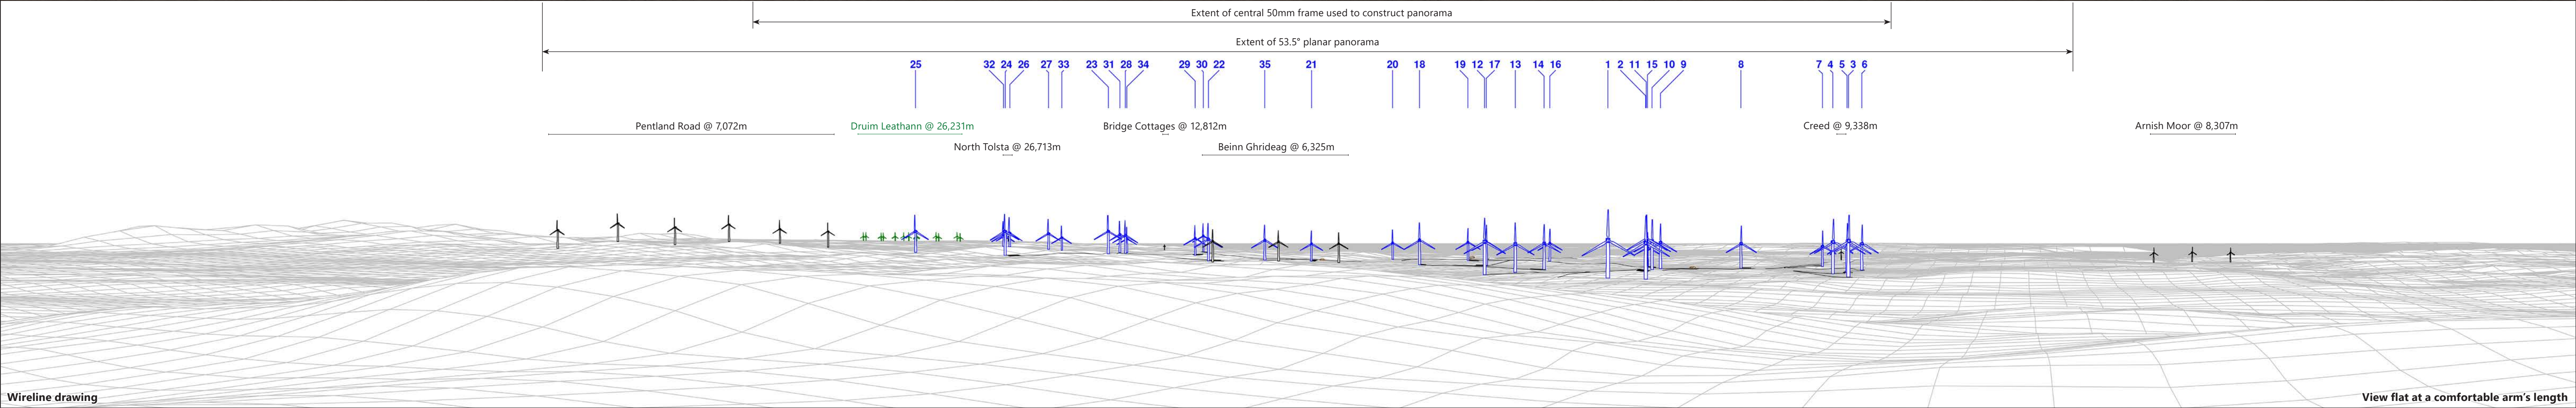 Extent of central 50mm frame used to construct panorama
Extent of 53.5° planar panorama
25 32 24 26 27 33 23 31 28 34 29 30 22 35 21 20 18 19 12 17 13 14 16 1 2 11 15 10 9 8 7 4 5 3 6
Pentland Road @ 7,072m Druim Leathann @ 26,231m Bridge Cottages @ 12,812m Creed @ 9,338m Arnish Moor @ 8,307m
North Tolsta @ 26,713m Beinn Ghrideag @ 6,325m
Wireline drawing View flat at a comfortable arm's length